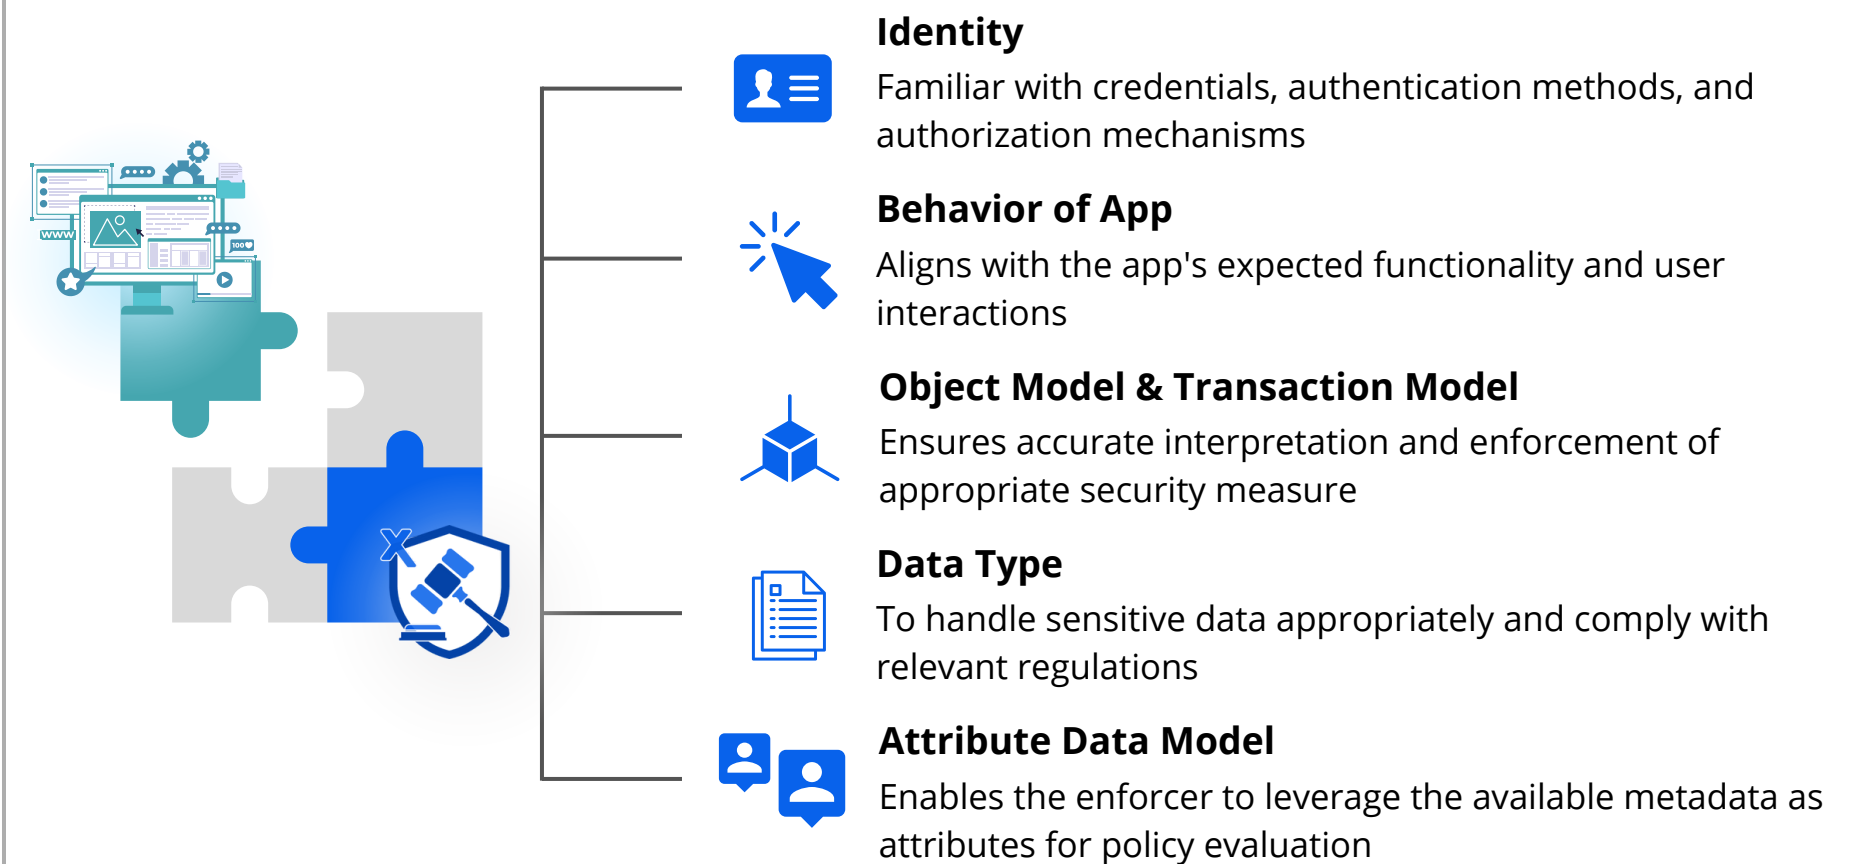 Identity
Familiar with credentials, authentication methods, and
authorization mechanisms
Behavior of App
Aligns with the app's expected functionality and user
interactions
Object Model & Transaction Model
Ensures accurate interpretation and enforcement of
appropriate security measure
Data Type
To handle sensitive data appropriately and comply with
relevant regulations
Attribute Data Model
Enables the enforcer to leverage the available metadata as
attributes for policy evaluation
WWW
100
X